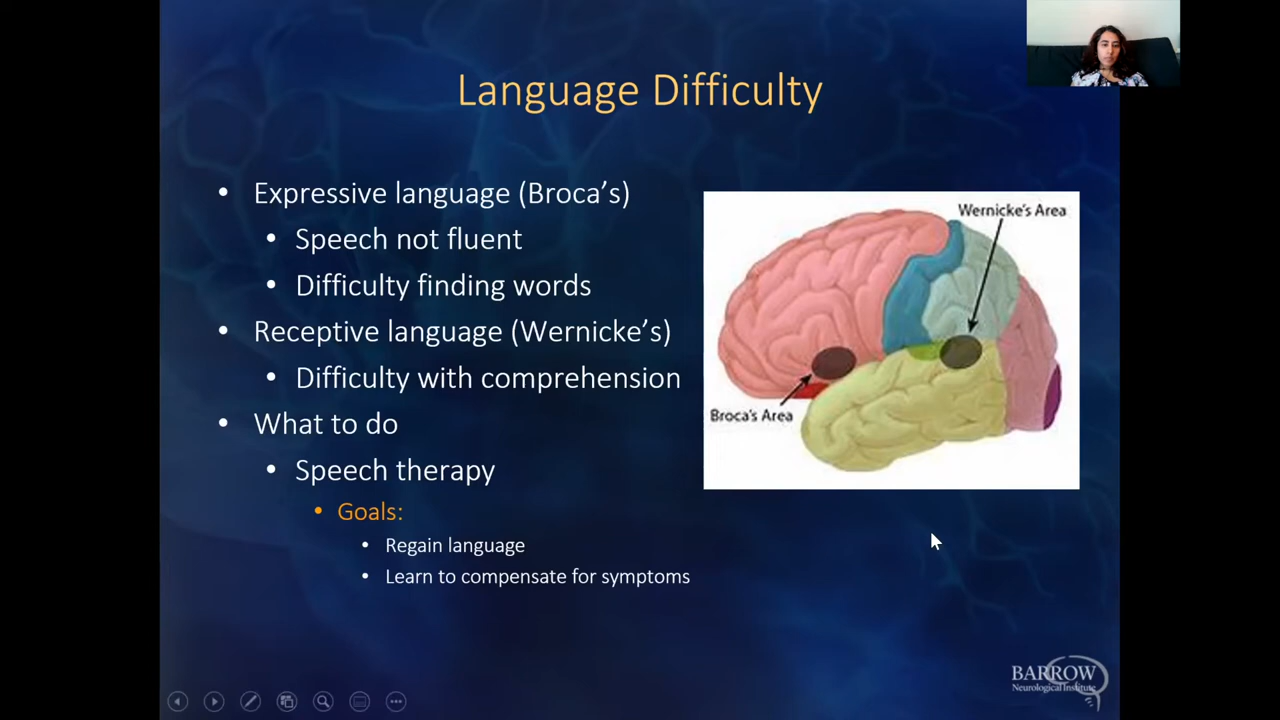 Language Difficulty
Expressive language (Broca’s)
Speech not fluent
Difficulty finding words
Receptive language (Wernicke’s)
Difficulty with comprehension
What to do
Speech therapy
Goals:
Regain language
Learn to compensate for symptoms
Wernicke's Area
Broca's Area
BARROW
Neurological Institute